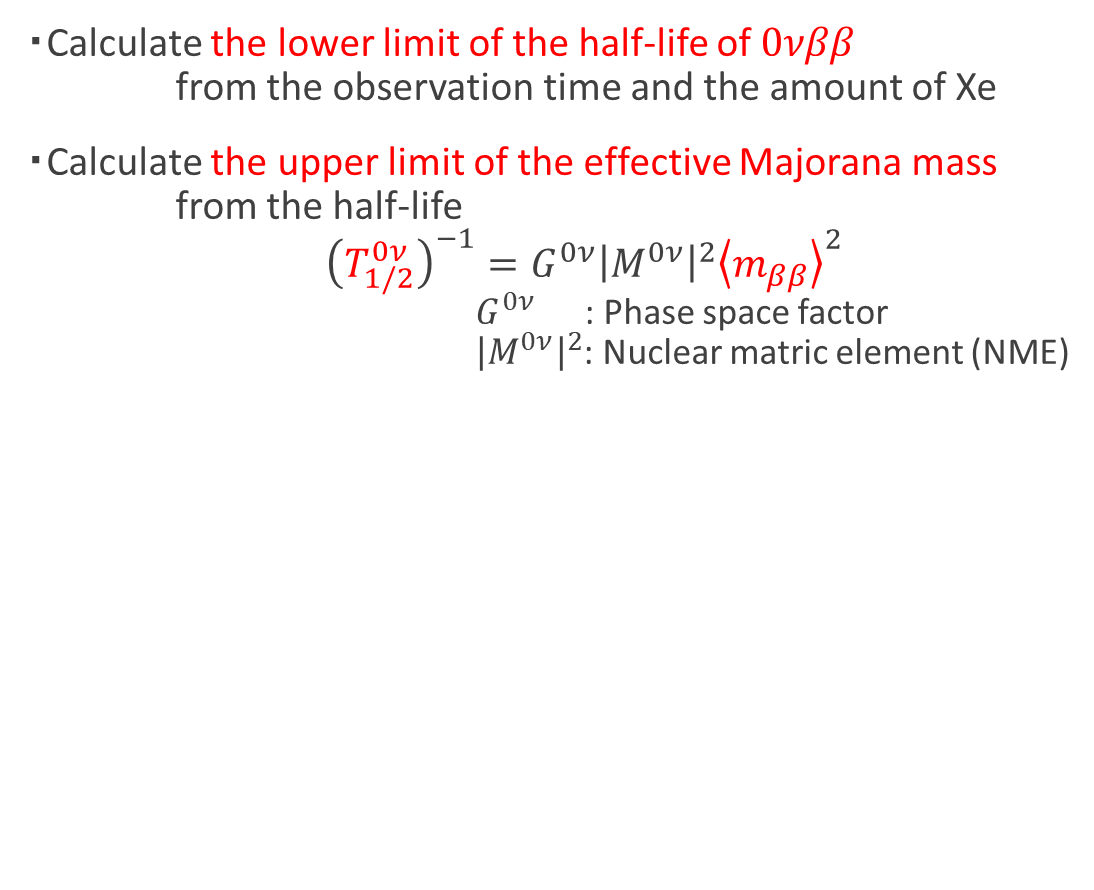 ・Calculate the lower limit of the half-life of 0νββ
from the observation time and the amount of Xe
・Calculate the upper limit of the effective Majorana mass
from the half-life
(T^{0ν}_{1/2})^{−1} = G^{0ν}|M^{0ν}|^2⟨m_{ββ}⟩^2
G^{0ν} : Phase space factor
|M^{0ν}|^2: Nuclear matric element (NME)